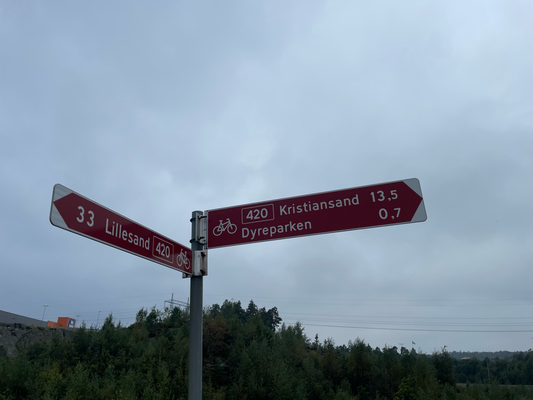 33 Lillesand 420
420 Kristiansand 13,5
Dyreparken 0,7